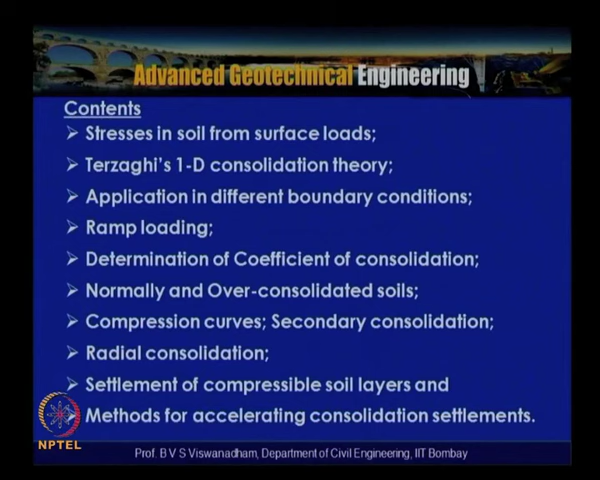 Advanced Geotechnical Engineering
Contents
Stresses in soil from surface loads;
Terzaghi's 1-D consolidation theory;
Application in different boundary conditions;
Ramp loading;
Determination of Coefficient of consolidation;
Normally and Over-consolidated soils;
Compression curves; Secondary consolidation;
Radial consolidation;
Settlement of compressible soil layers and
Methods for accelerating consolidation settlements.
NPTEL
Prof. B V S Viswanadham, Department of Civil Engineering, IIT Bombay